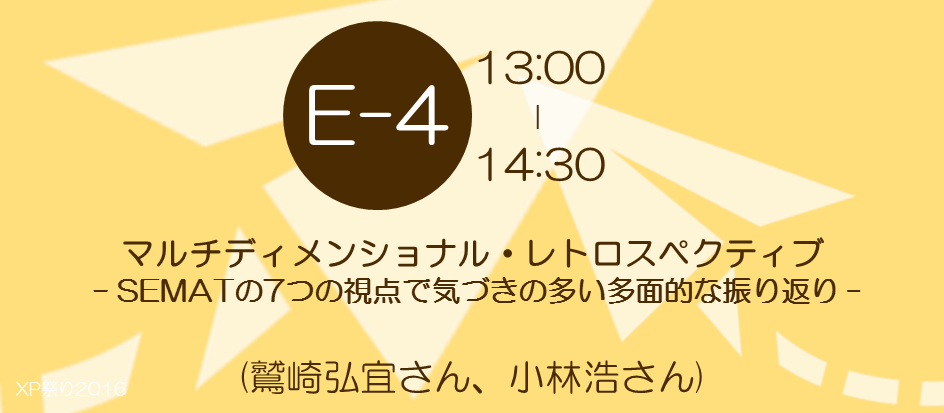 E-4
13:00
|
14:30
マルチディメンショナル・レトロスペクティブ
- SEMATの7つの視点で気づきの多い多面的な振り返り -
(鷲崎弘宜さん、小林浩さん)
XP祭り2016